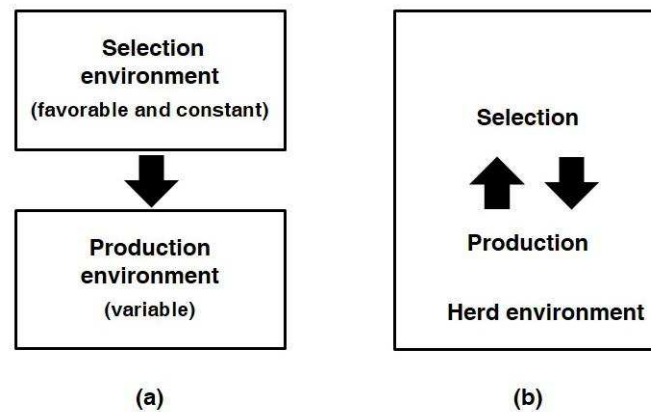 Selection
environment
(favorable and constant)
Production
environment
(variable)
(a)
Selection
Production
Herd environment
(b)